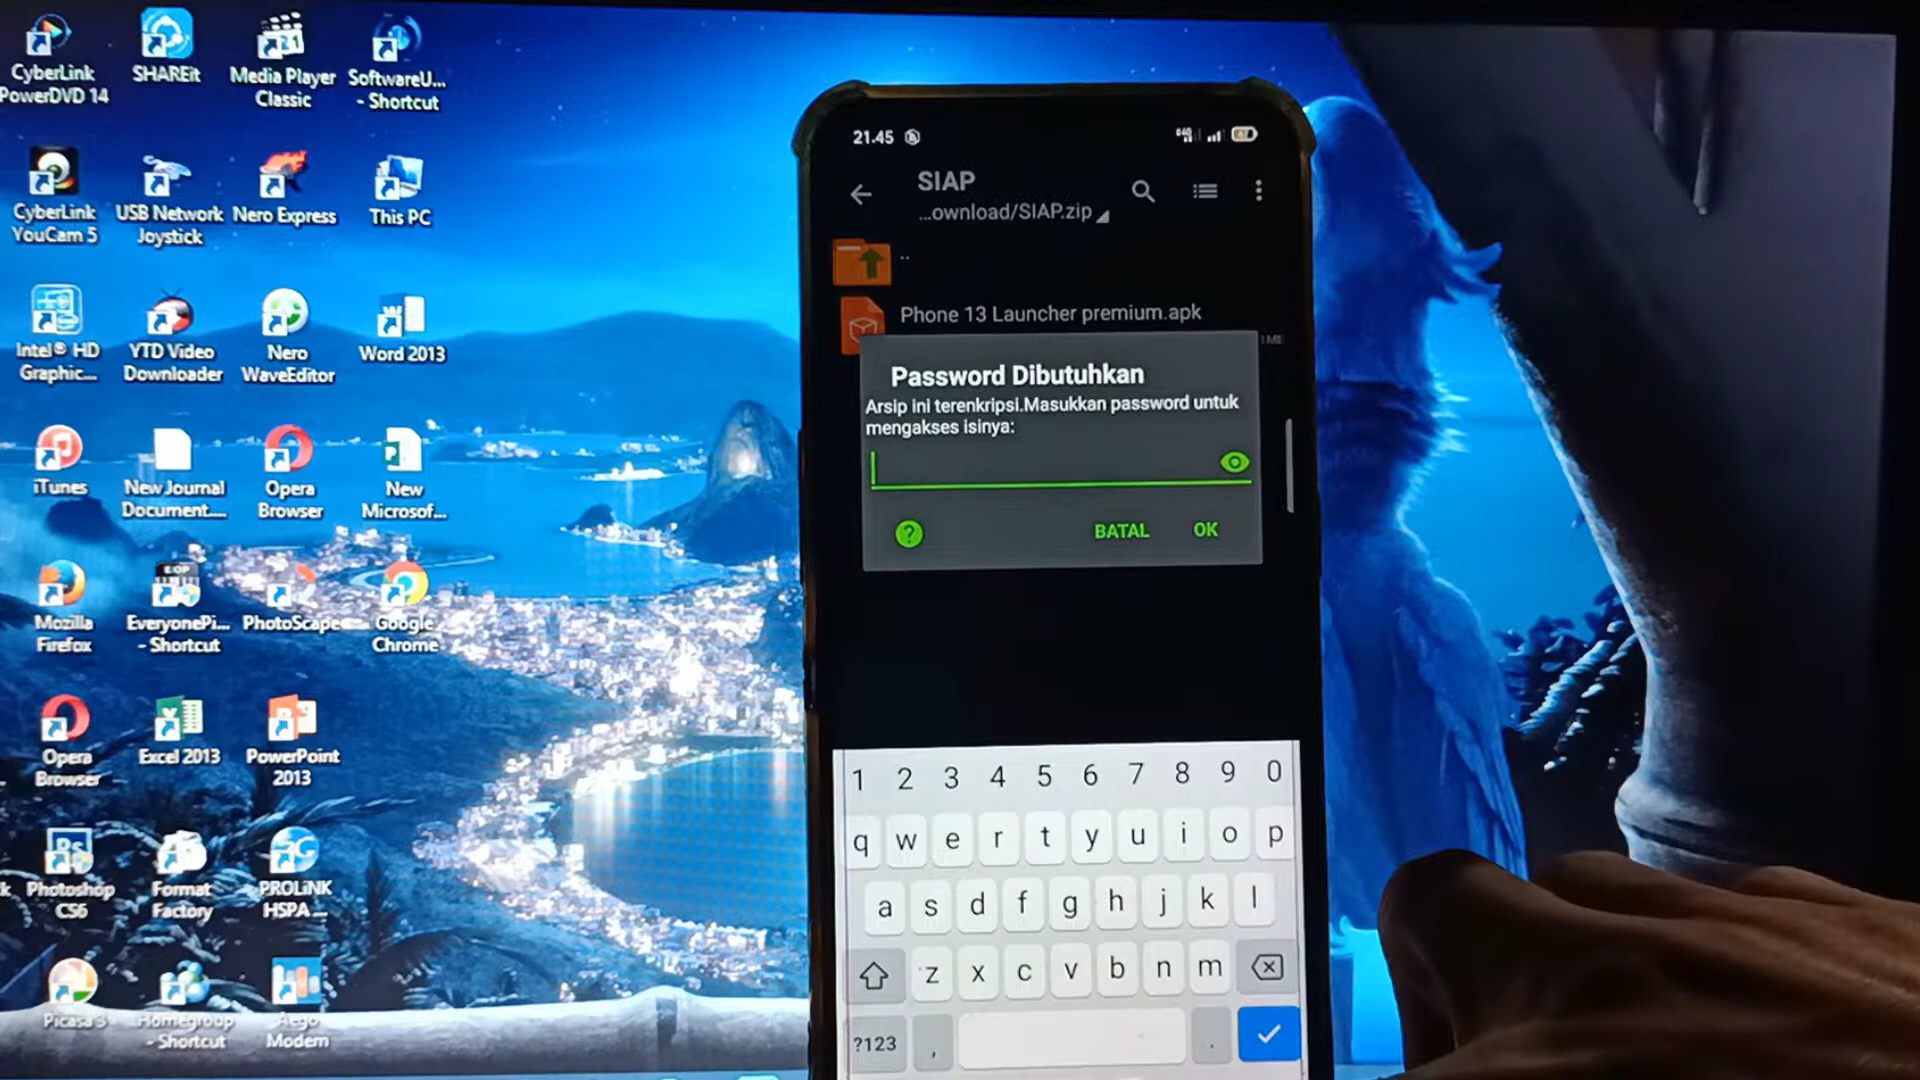 CyberLink
PowerDVD 14
SHAREit
Media Player
Classic
SoftwareU...
- Shortcut
CyberLink
YouCam 5
USB Network
Joystick
Nero Express
This PC
Intel® HD
Graphic...
YTD Video
Downloader
Nero
WaveEditor
Word 2013
iTunes
New Journal
Document....
Opera
Browser
New
Microsof...
Mozilla
Firefox
EveryonePi...
- Shortcut
PhotoScape
Google
Chrome
Opera
Browser
Excel 2013
PowerPoint
2013
Photoshop
CS6
Format
Factory
PROLiNK
HSPA ...
Picasa 3
Homegroup
- Shortcut
Aego
Modem
21.45
SIAP
...ownload/SIAP.zip
..
Phone 13 Launcher premium.apk
Password Dibutuhkan
Arsip ini terenkripsi.Masukkan password untuk
mengakses isinya:
?
BATAL OK
1 2 3 4 5 6 7 8 9 0
q w e r t y u i o p
a s d f g h j k l
z x c v b n m
?123 , .